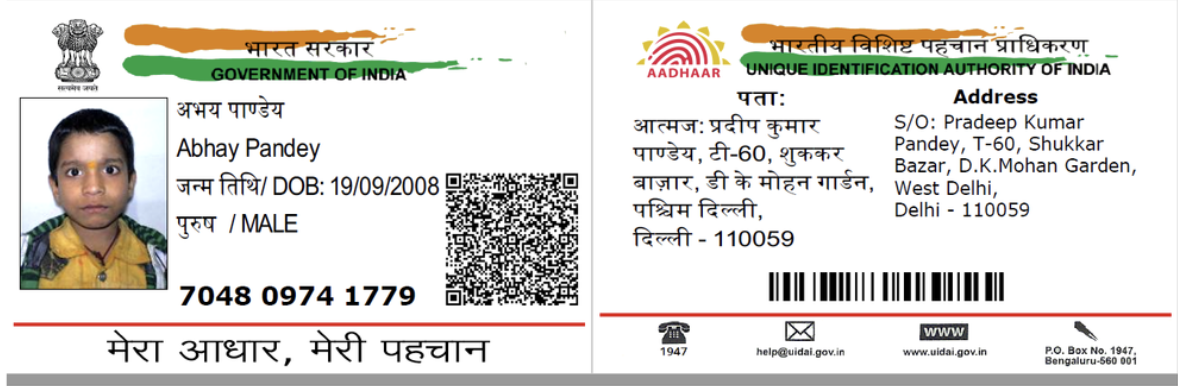 भारत सरकार
GOVERNMENT OF INDIA
सत्यमेव जयते
अभय पाण्डेय
Abhay Pandey
जन्म तिथि/ DOB: 19/09/2008
पुरुष / MALE
7048 0974 1779
मेरा आधार, मेरी पहचान
AADHAAR
भारतीय विशिष्ट पहचान प्राधिकरण
UNIQUE IDENTIFICATION AUTHORITY OF INDIA
पता:
आत्मज: प्रदीप कुमार
पाण्डेय, टी-60, शुककर
बाज़ार, डी के मोहन गार्डन,
पश्चिम दिल्ली,
दिल्ली - 110059
Address
S/O: Pradeep Kumar
Pandey, T-60, Shukkar
Bazar, D.K.Mohan Garden,
West Delhi,
Delhi - 110059
1947
help@uidai.gov.in
www
www.uidai.gov.in
P.O. Box No. 1947,
Bengaluru-560 001